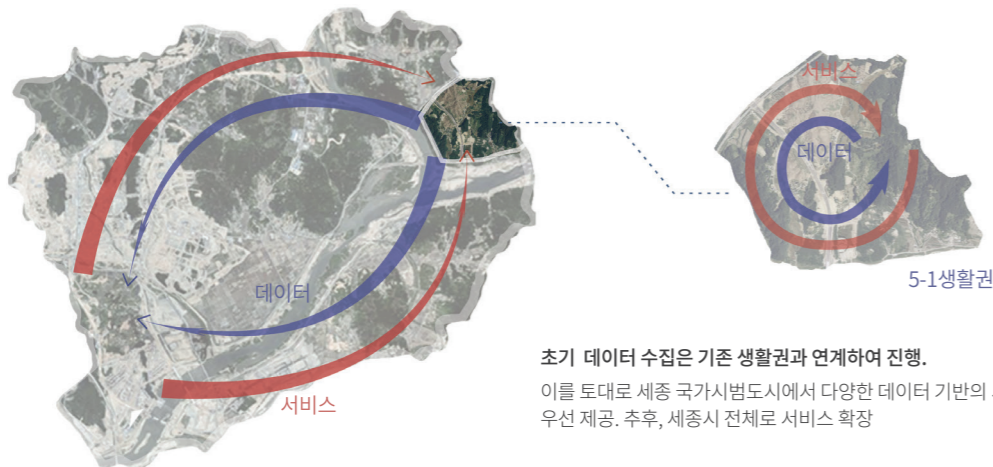 서비스
데이터
5-1생활권
데이터
서비스
초기 데이터 수집은 기존 생활권과 연계하여 진행.
이를 토대로 세종 국가시범도시에서 다양한 데이터 기반의
우선 제공. 추후, 세종시 전체로 서비스 확장